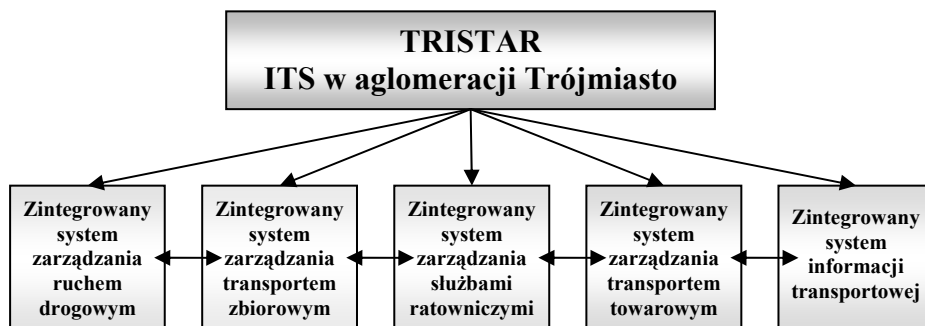 TRISTAR
ITS w aglomeracji Trójmiasto
Zintegrowany
system
zarządzania
ruchem
drogowym
Zintegrowany
system
zarządzania
transportem
zbiorowym
Zintegrowany
system
zarządzania
służbami
ratowniczymi
Zintegrowany
system
zarządzania
transportem
towarowym
Zintegrowany
system
informacji
transportowej